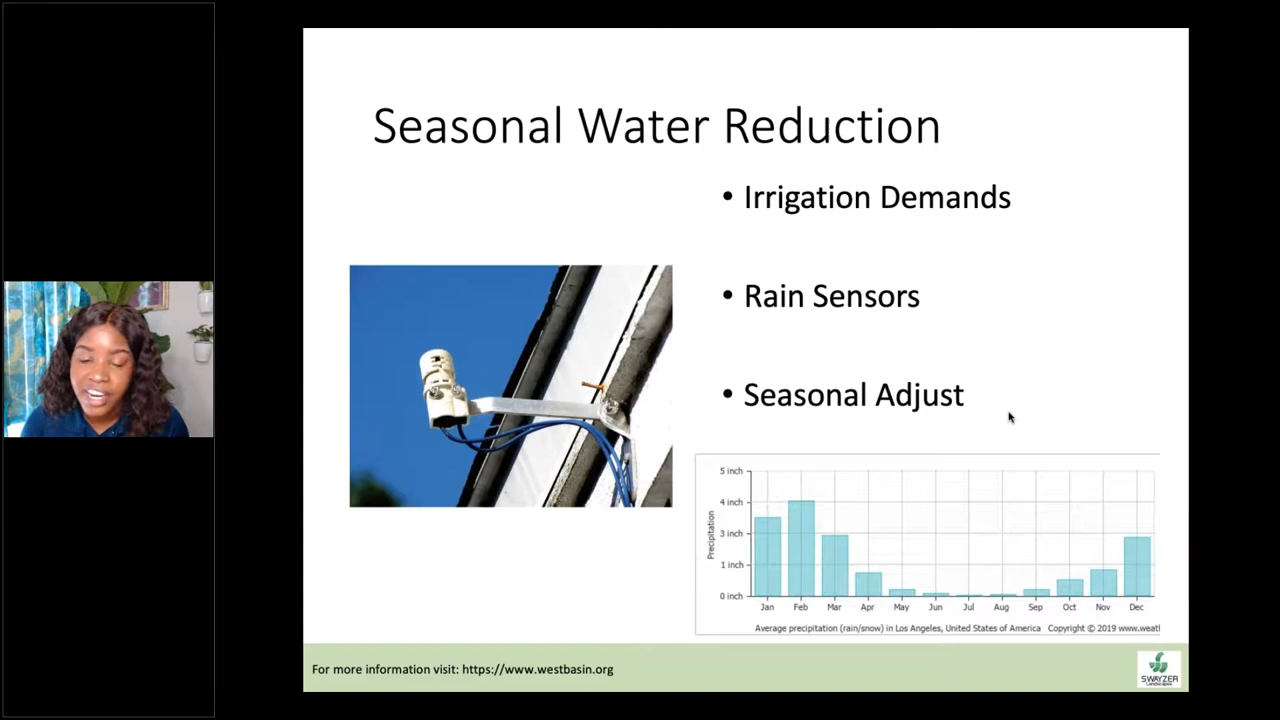 Seasonal Water Reduction
• Irrigation Demands
• Rain Sensors
• Seasonal Adjust
5 inch
4 inch
3 inch
1 inch
0 inch
Precipitation
Jan Feb Mar Apr May Jun Jul Aug Sep Oct Nov Dec
Average precipitation (rain/snow) in Los Angeles, United States of America Copyright © 2019 www.weatl
For more information visit: https://www.westbasin.org
SWAYZER
Landscapes